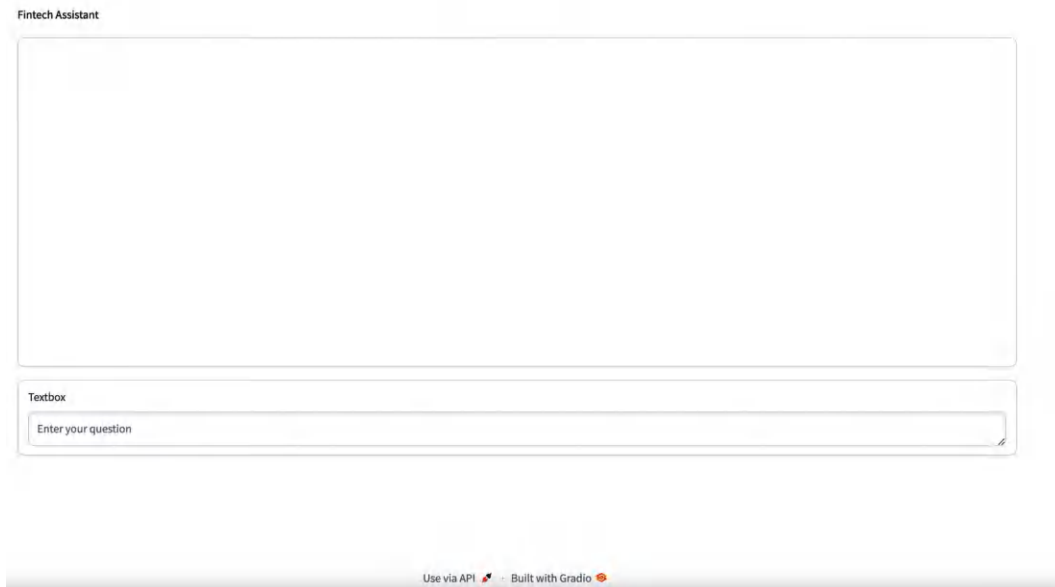 Fintech Assistant
Textbox
Enter your question
Use via API 🚀 · Built with Gradio